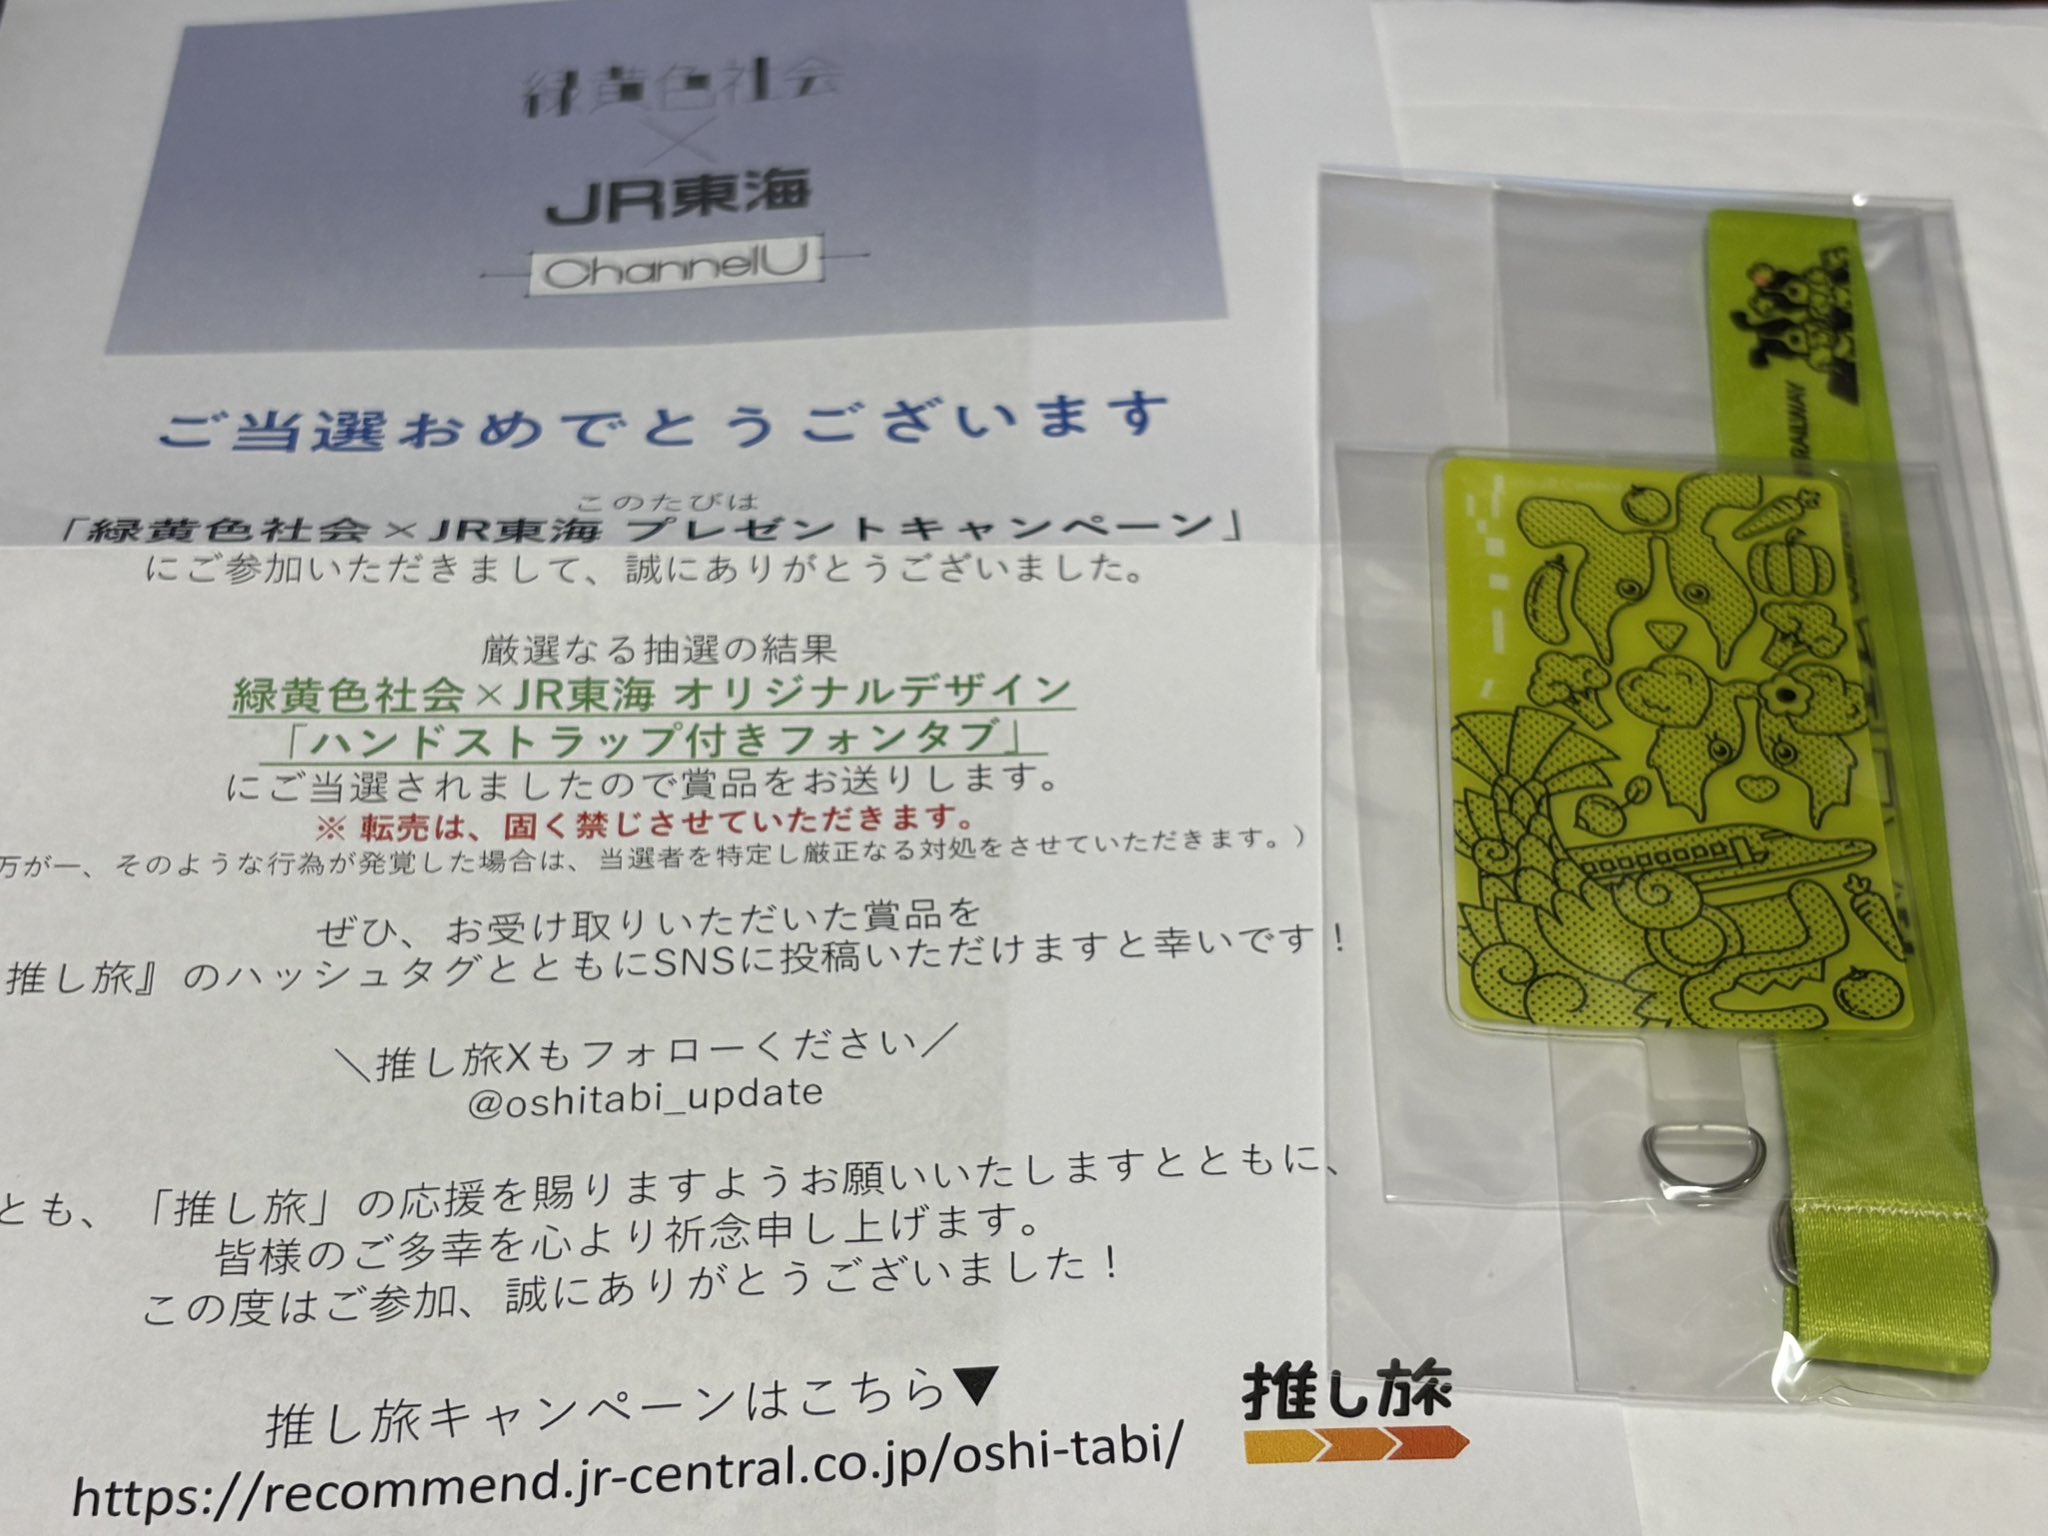 緑黄色社会
×
JR東海
ChannelU
ご当選おめでとうございます
このたびは
「緑黄色社会×JR東海 プレゼントキャンペーン」
にご参加いただきまして、誠にありがとうございました。
厳選なる抽選の結果
緑黄色社会×JR東海 オリジナルデザイン
「ハンドストラップ付きフォンタブ」
にご当選されましたので賞品をお送りします。
※ 転売は、固く禁じさせていただきます。
万が一、そのような行為が発覚した場合は、当選者を特定し厳正なる対処をさせていただきます。）
ぜひ、お受け取りいただいた賞品を
推し旅』のハッシュタグとともにSNSに投稿いただけますと幸いです！
＼推し旅Xもフォローください／
@oshitabi_update
とも、「推し旅」の応援を賜りますようお願いいたしますとともに、
皆様のご多幸を心より祈念申し上げます。
この度はご参加、誠にありがとうございました！
推し旅キャンペーンはこちら▼
https://recommend.jr-central.co.jp/oshi-tabi/
推し旅
RAILWAY